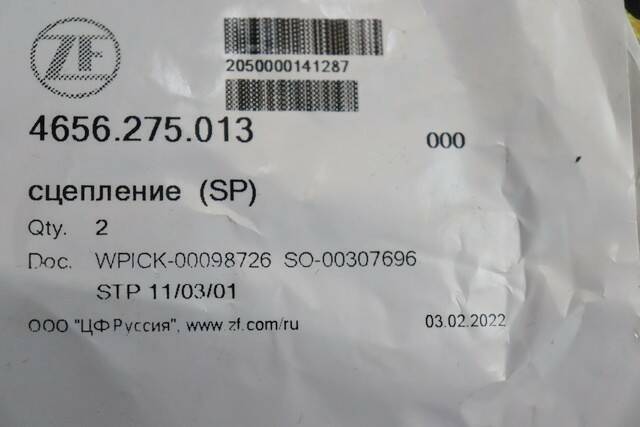 ZF
2050000141287
4656.275.013 000
сцепление (SP)
Qty. 2
Doc. WPICK-00098726 SO-00307696
STP 11/03/01
ООО "ЦФ Руссия", www.zf.com/ru 03.02.2022